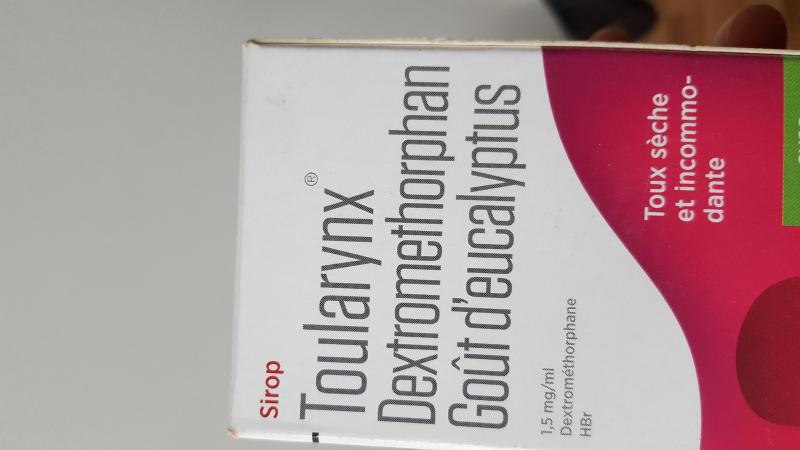 Sirop
Toularynx®
Dextromethorphan
Goût d'eucalyptus
1,5 mg/ml
Dextrométhorphane
HBr
Toux sèche
et incommo-
dante